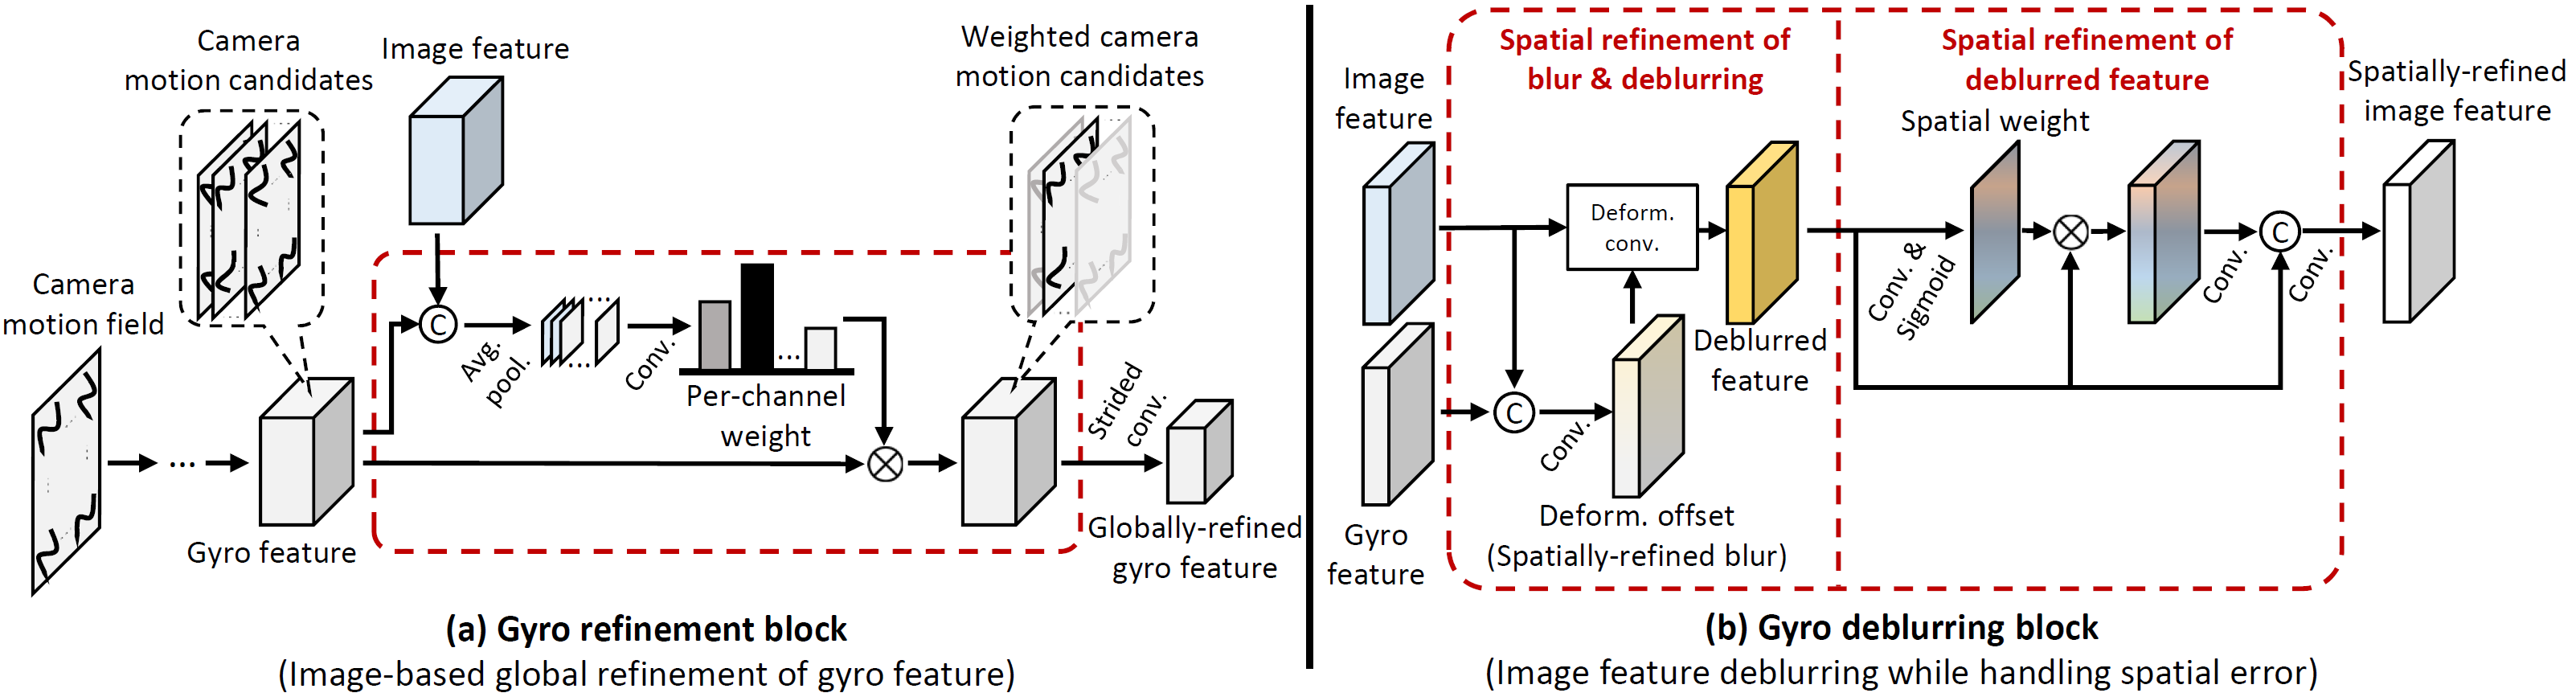 Camera
motion candidates
Image feature
Weighted camera
motion candidates
Camera
motion field
C
Avg.
pool.
...
...
Conv.
...
Per-channel
weight
...
Gyro feature
Strided
conv.
Globally-refined
gyro feature
(a) Gyro refinement block
(Image-based global refinement of gyro feature)
Spatial refinement of
blur & deblurring
Spatial refinement of
deblurred feature
Image
feature
Gyro
feature
Deform.
conv.
C
Conv.
Deform. offset
(Spatially-refined blur)
Deblurred
feature
Spatial weight
Conv. &
Sigmoid
Conv.
C
Conv.
Spatially-refined
image feature
(b) Gyro deblurring block
(Image feature deblurring while handling spatial error)